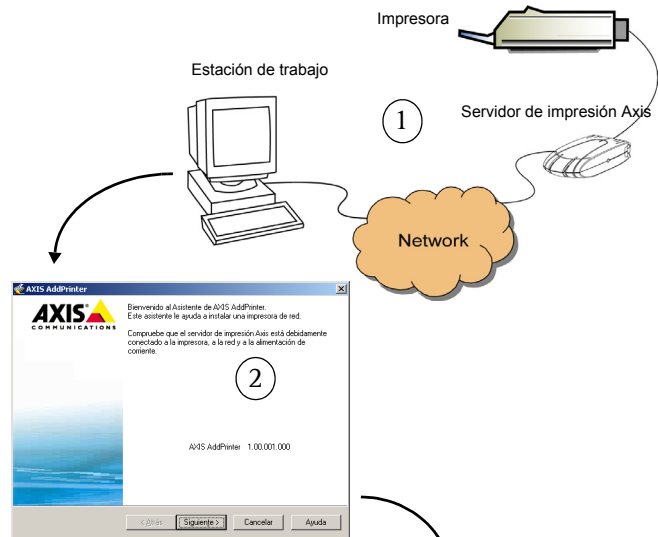 Impresora
Estación de trabajo
1
Servidor de impresión Axis
Network
AXIS AddPrinter
AXIS
COMMUNICATIONS
Bienvenido al Asistente de AXIS AddPrinter.
Este asistente le ayuda a instalar una impresora de red.
Compruebe que el servidor de impresión Axis está debidamente
conectado a la impresora, a la red y a la alimentación de
corriente.
2
AXIS AddPrinter 1.00.001.000
< Atrás Siguiente > Cancelar Ayuda